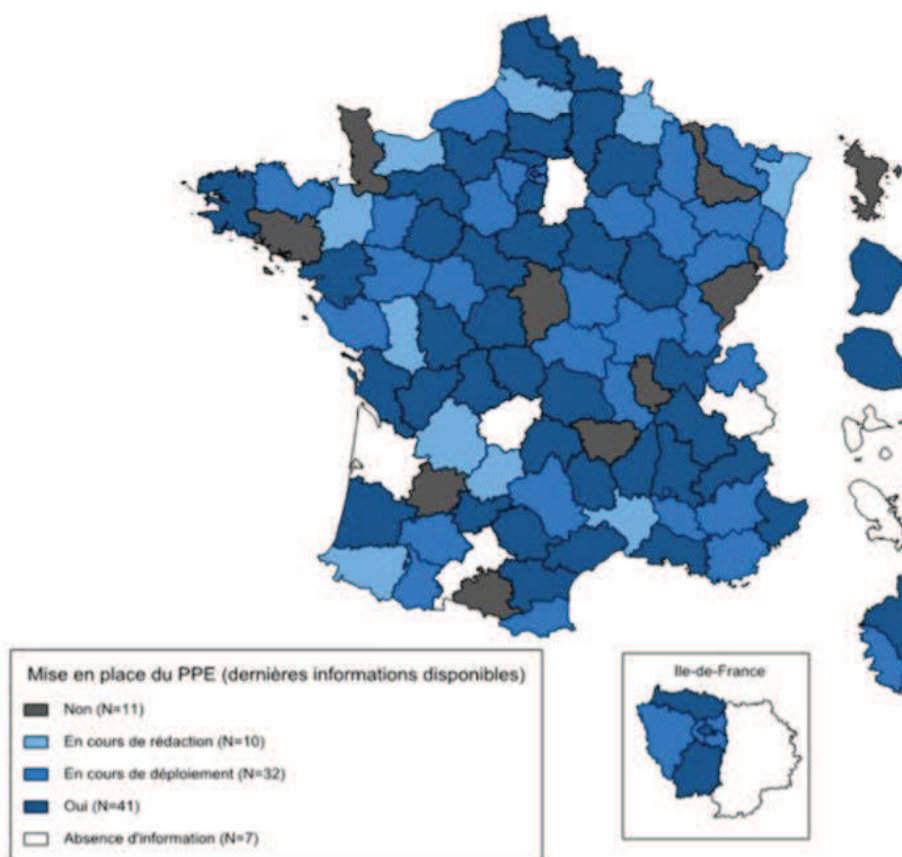 Mise en place du PPE (dernières informations disponibles)
Non (N=11)
En cours de rédaction (N=10)
En cours de déploiement (N=32)
Oui (N=41)
Absence d'information (N=7)
Ile-de-France